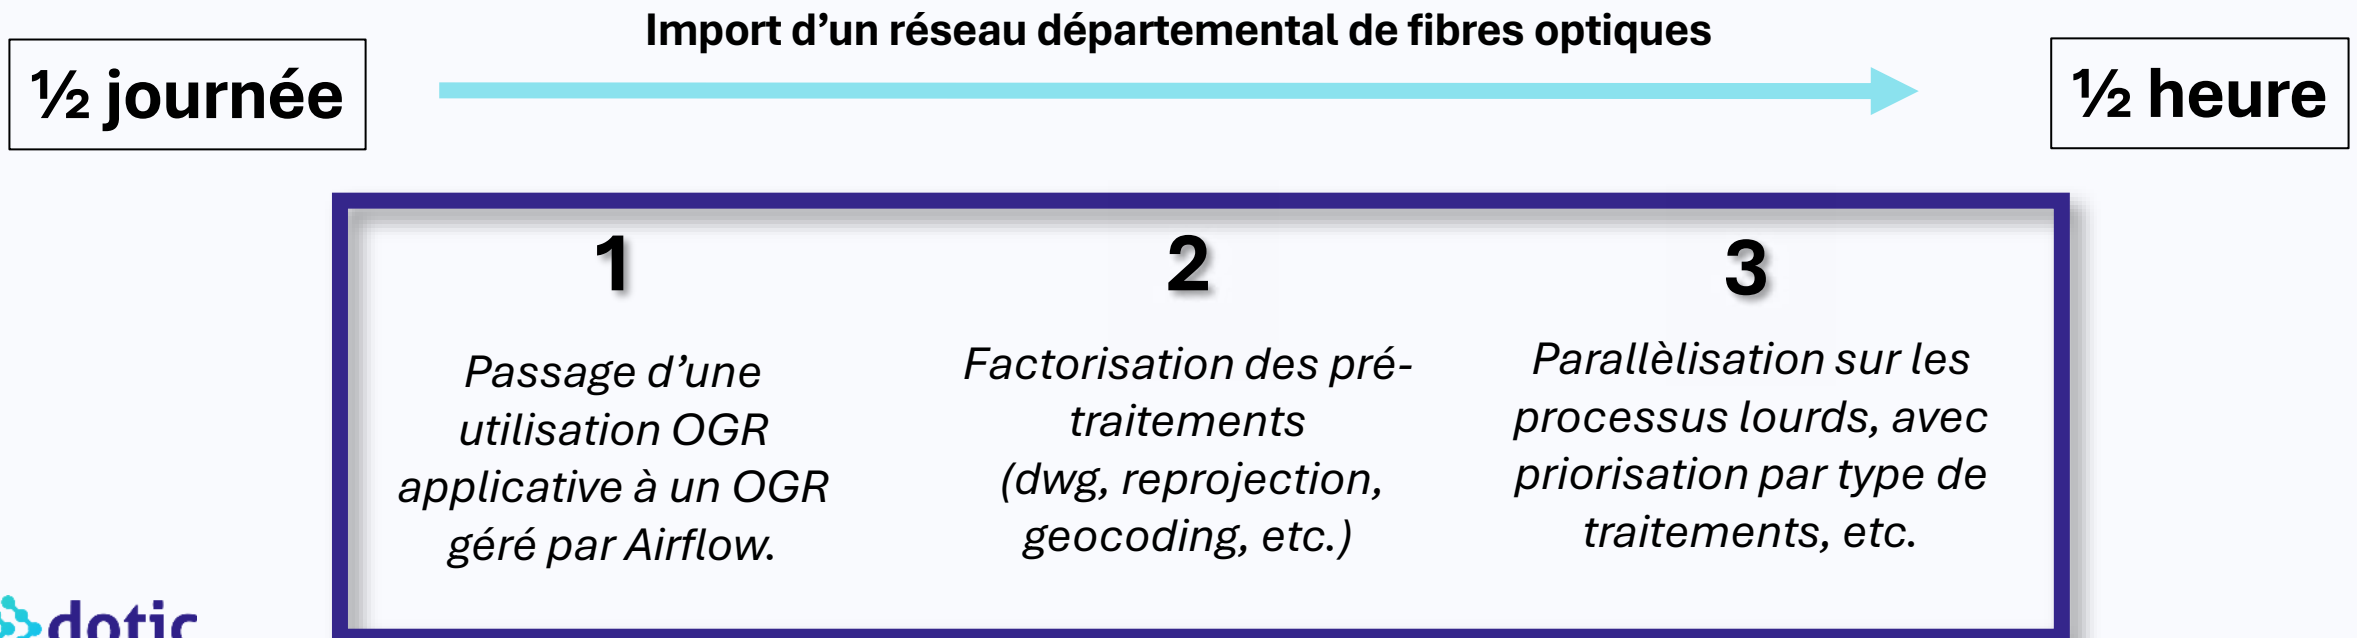 Import d’un réseau départemental de fibres optiques
½ journée
½ heure
1
Passage d’une
utilisation OGR
applicative à un OGR
géré par Airflow.
2
Factorisation des pré-
traitements
(dwg, reprojection,
geocoding, etc.)
3
Parallèlisation sur les
processus lourds, avec
priorisation par type de
traitements, etc.
dotic